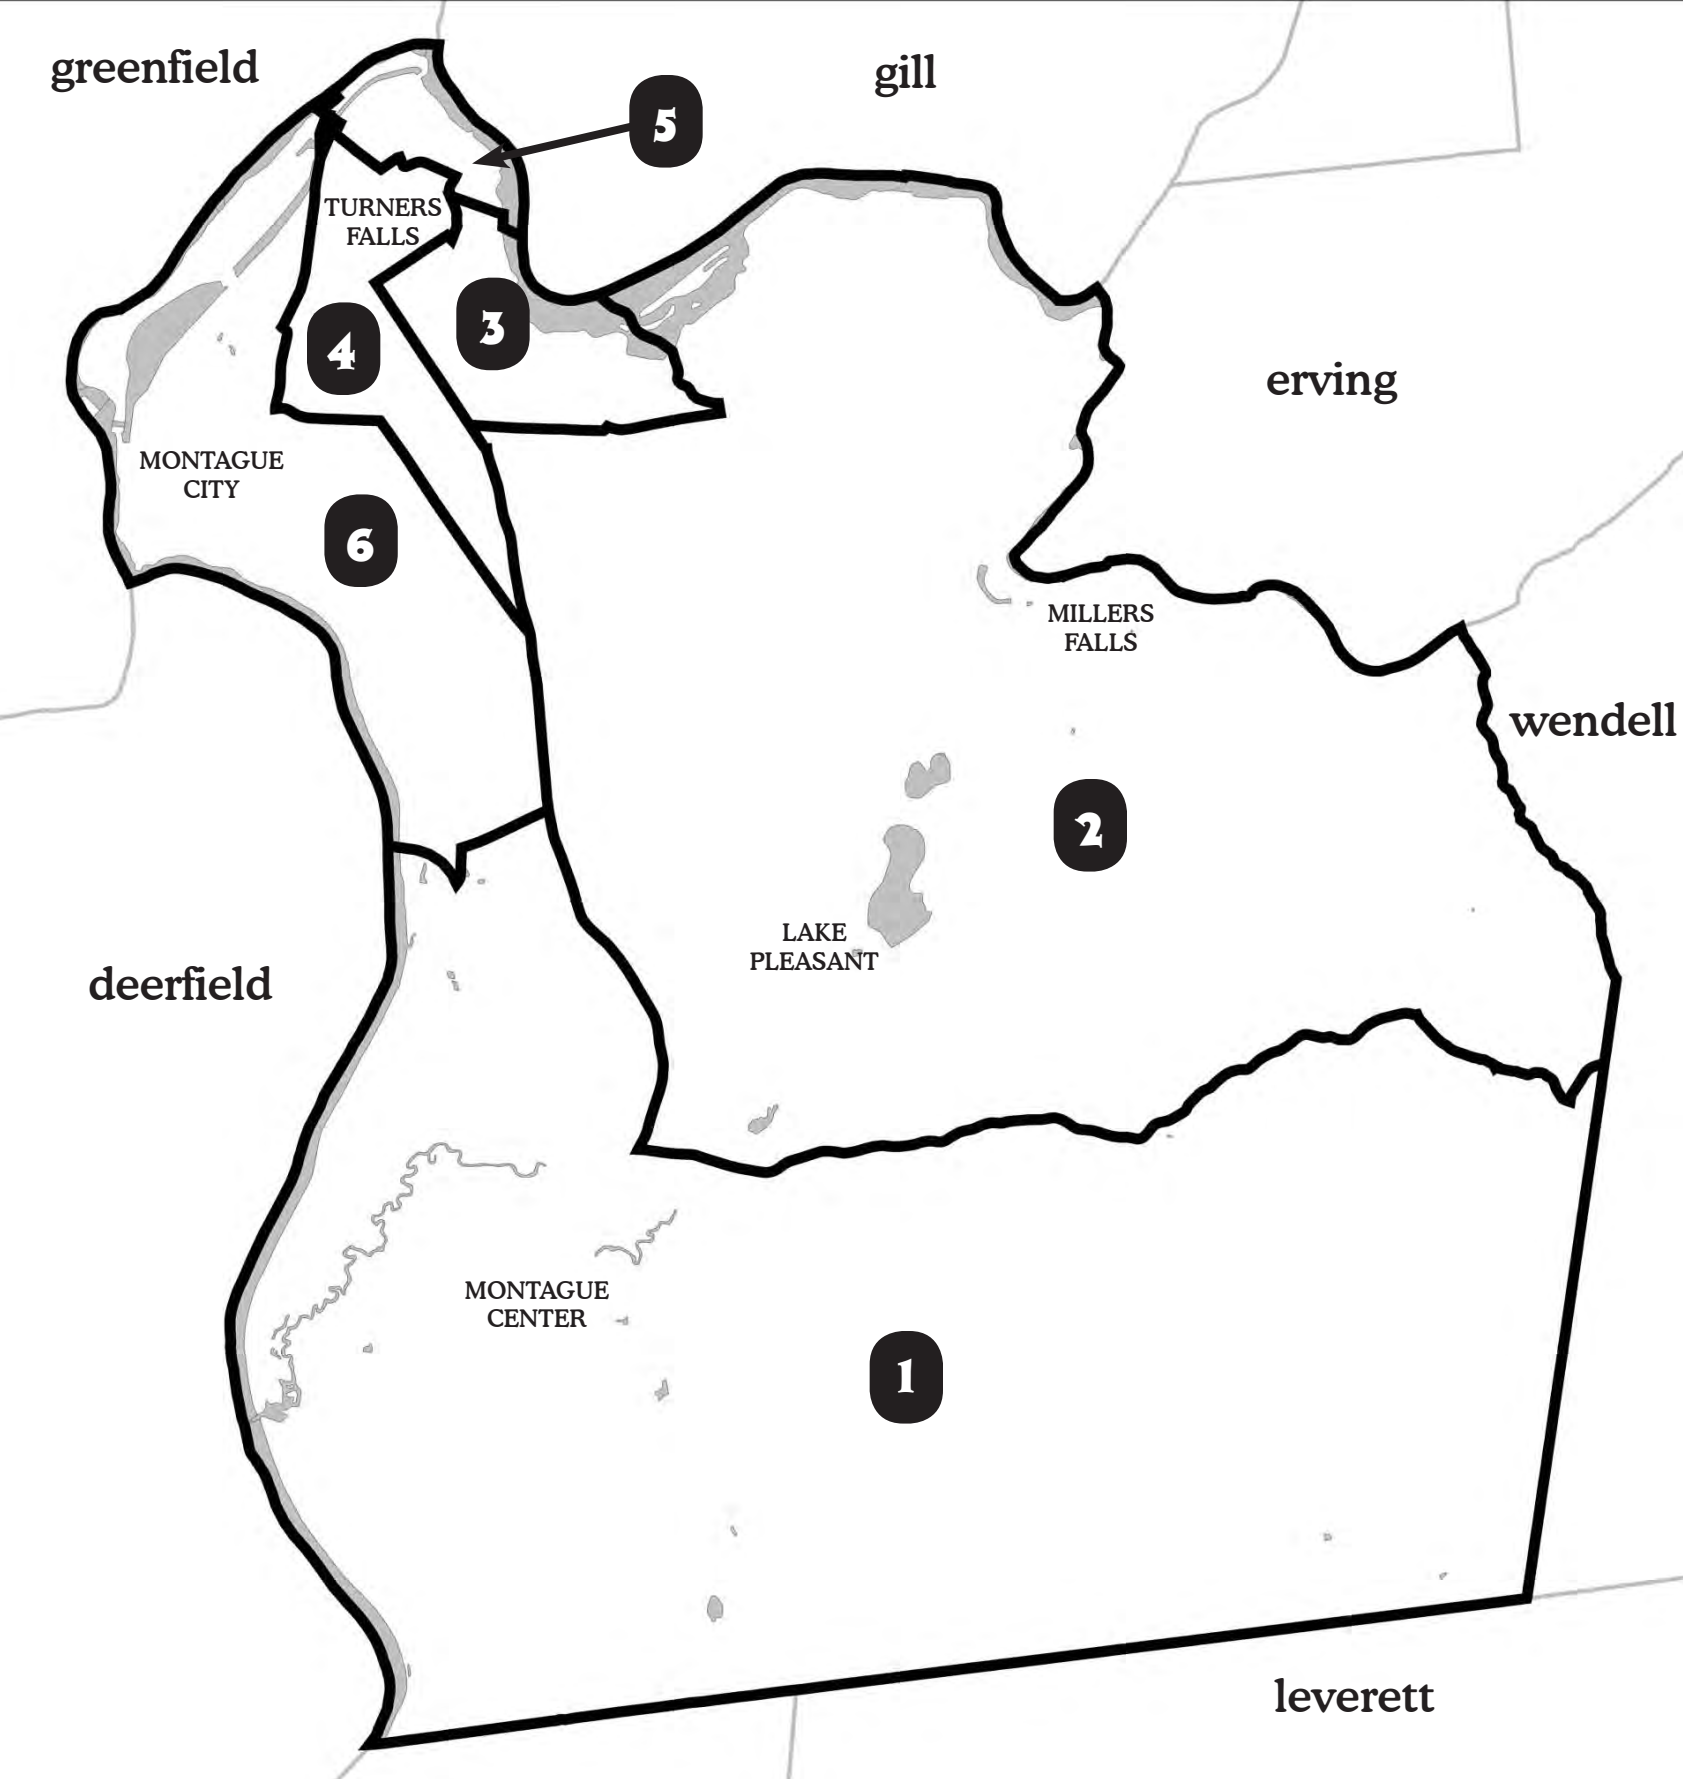 greenfield
gill
5
TURNERS
FALLS
3
4
erving
MONTAGUE
CITY
6
MILLERS
FALLS
wendell
2
LAKE
PLEASANT
deerfield
MONTAGUE
CENTER
1
leverett